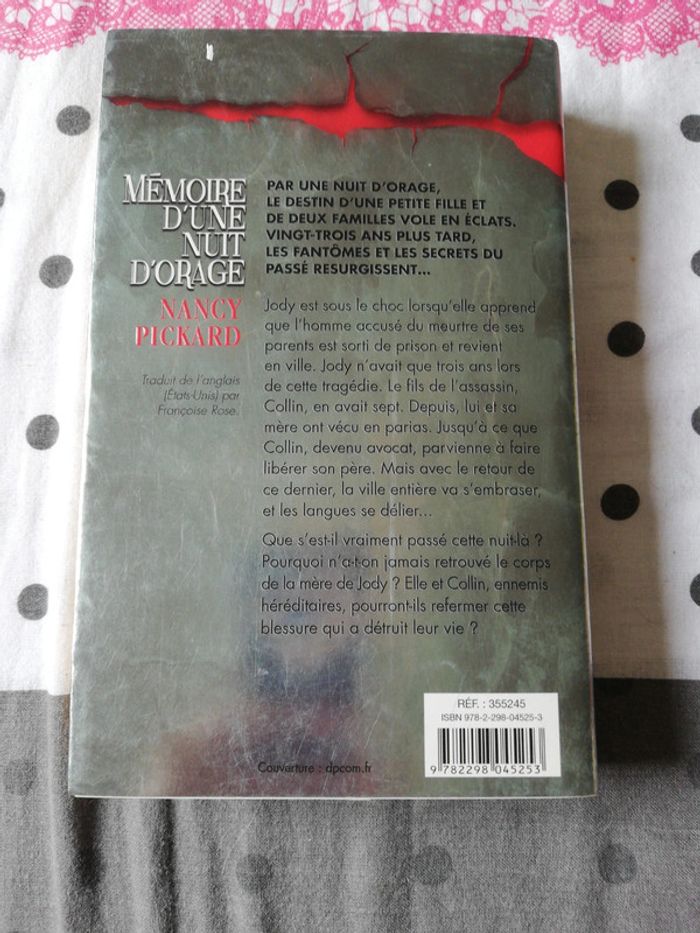 MÉMOIRE
D'UNE
NUIT
D'ORAGE
NANCY
PICKARD
Traduit de l'anglais
(États-Unis) par
Françoise Rose.
PAR UNE NUIT D'ORAGE,
LE DESTIN D'UNE PETITE FILLE ET
DE DEUX FAMILLES VOLE EN ÉCLATS.
VINGT-TROIS ANS PLUS TARD,
LES FANTÔMES ET LES SECRETS DU
PASSÉ RESURGISSENT...
Jody est sous le choc lorsqu'elle apprend
que l'homme accusé du meurtre de ses
parents est sorti de prison et revient
en ville. Jody n'avait que trois ans lors
de cette tragédie. Le fils de l'assassin,
Collin, en avait sept. Depuis, lui et sa
mère ont vécu en parias. Jusqu'à ce que
Collin, devenu avocat, parvienne à faire
libérer son père. Mais avec le retour de
ce dernier, la ville entière va s'embraser,
et les langues se délier...
Que s'est-il vraiment passé cette nuit-là ?
Pourquoi n'a-t-on jamais retrouvé le corps
de la mère de Jody ? Elle et Collin, ennemis
héréditaires, pourront-ils refermer cette
blessure qui a détruit leur vie ?
RÉF. : 355245
ISBN 978-2-298-04525-3
9 782298 045253
Couverture : dpcom.fr